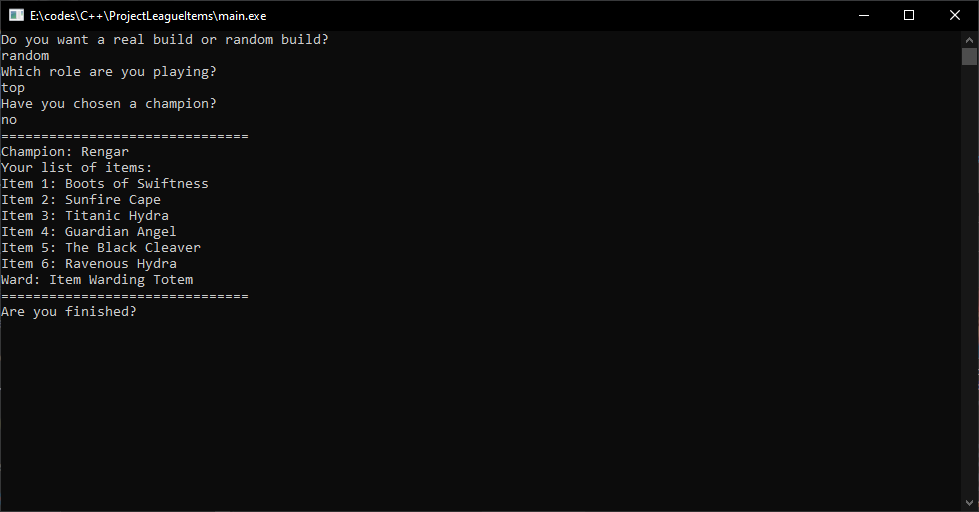 E:\codes\C++\ProjectLeagueItems\main.exe
Do you want a real build or random build?
random
Which role are you playing?
top
Have you chosen a champion?
no
===============================
Champion: Rengar
Your list of items:
Item 1: Boots of Swiftness
Item 2: Sunfire Cape
Item 3: Titanic Hydra
Item 4: Guardian Angel
Item 5: The Black Cleaver
Item 6: Ravenous Hydra
Ward: Item Warding Totem
===============================
Are you finished?